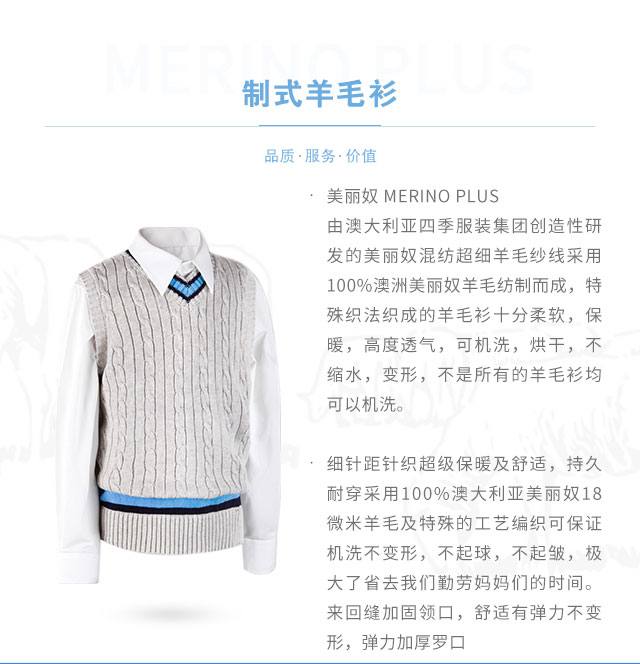 MERINO PLUS
制式羊毛衫
品质·服务·价值
· 美丽奴 MERINO PLUS
由澳大利亚四季服装集团创造性研
发的美丽奴混纺超细羊毛纱线采用
100%澳洲美丽奴羊毛纺制而成，特
殊织法织成的羊毛衫十分柔软，保
暖，高度透气，可机洗，烘干，不
缩水，变形，不是所有的羊毛衫均
可以机洗。
· 细针距针织超级保暖及舒适，持久
耐穿采用100%澳大利亚美丽奴18
微米羊毛及特殊的工艺编织可保证
机洗不变形，不起球，不起皱，极
大了省去我们勤劳妈妈们的时间。
来回缝加固领口，舒适有弹力不变
形，弹力加厚罗口